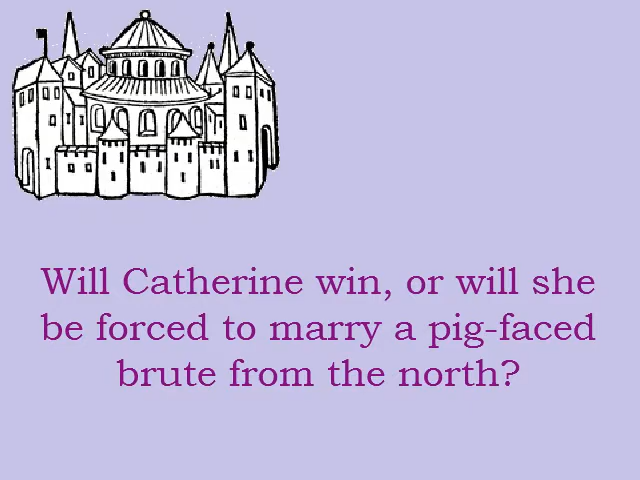 Will Catherine win, or will she
be forced to marry a pig-faced
brute from the north?